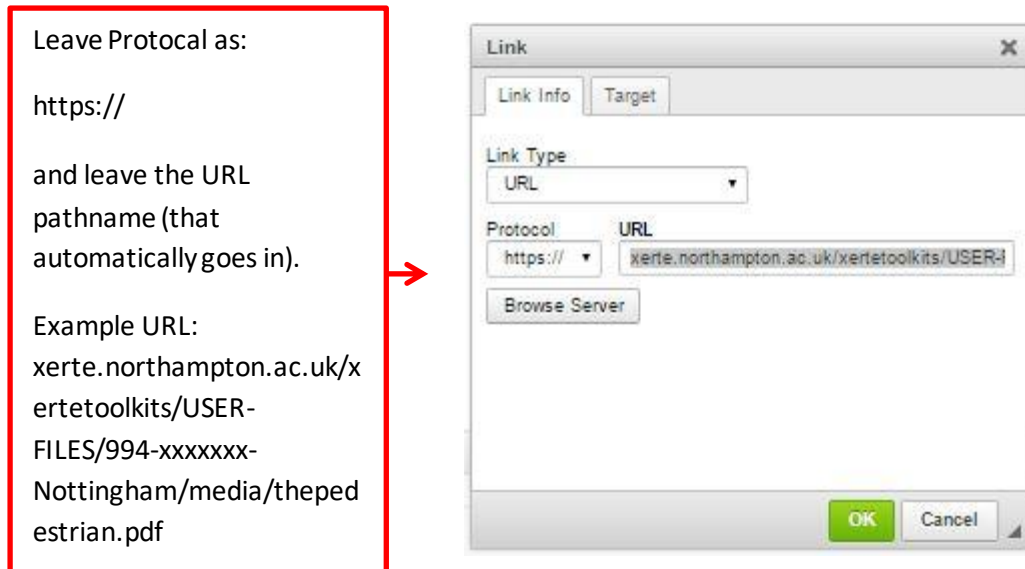 Leave Protocal as:
https://
and leave the URL
pathname (that
automatically goes in).
Example URL:
xerte.northampton.ac.uk/x
ertetoolkits/USER-
FILES/994-xxxxxxx-
Nottingham/media/theped
estrian.pdf
Link
Link Info Target
Link Type
URL
Protocol URL
https:// xerte.northampton.ac.uk/xertetoolkits/USER-
Browse Server
OK Cancel